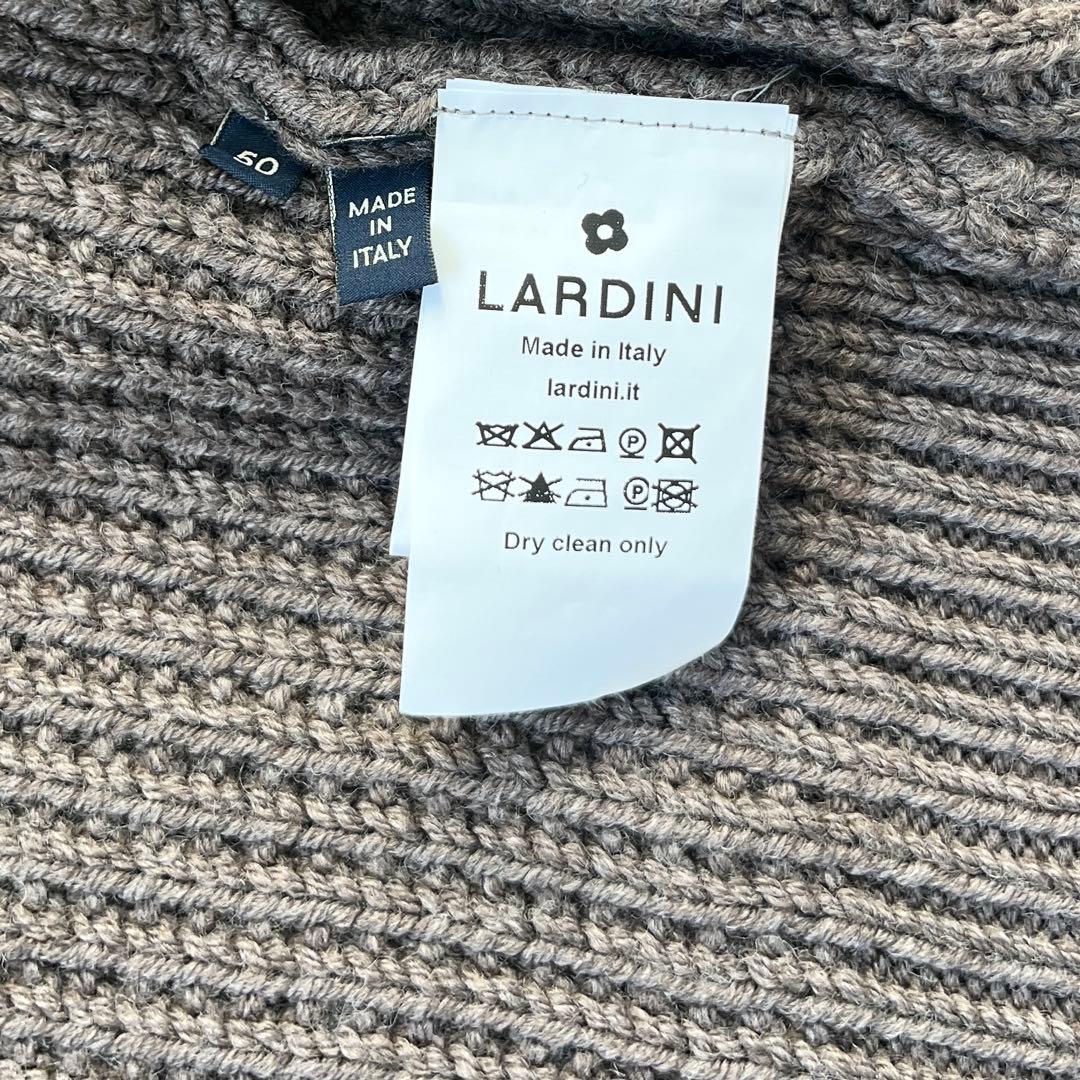 50
MADE
IN
ITALY
LARDINI
Made in Italy
lardini.it
P
P
Dry clean only